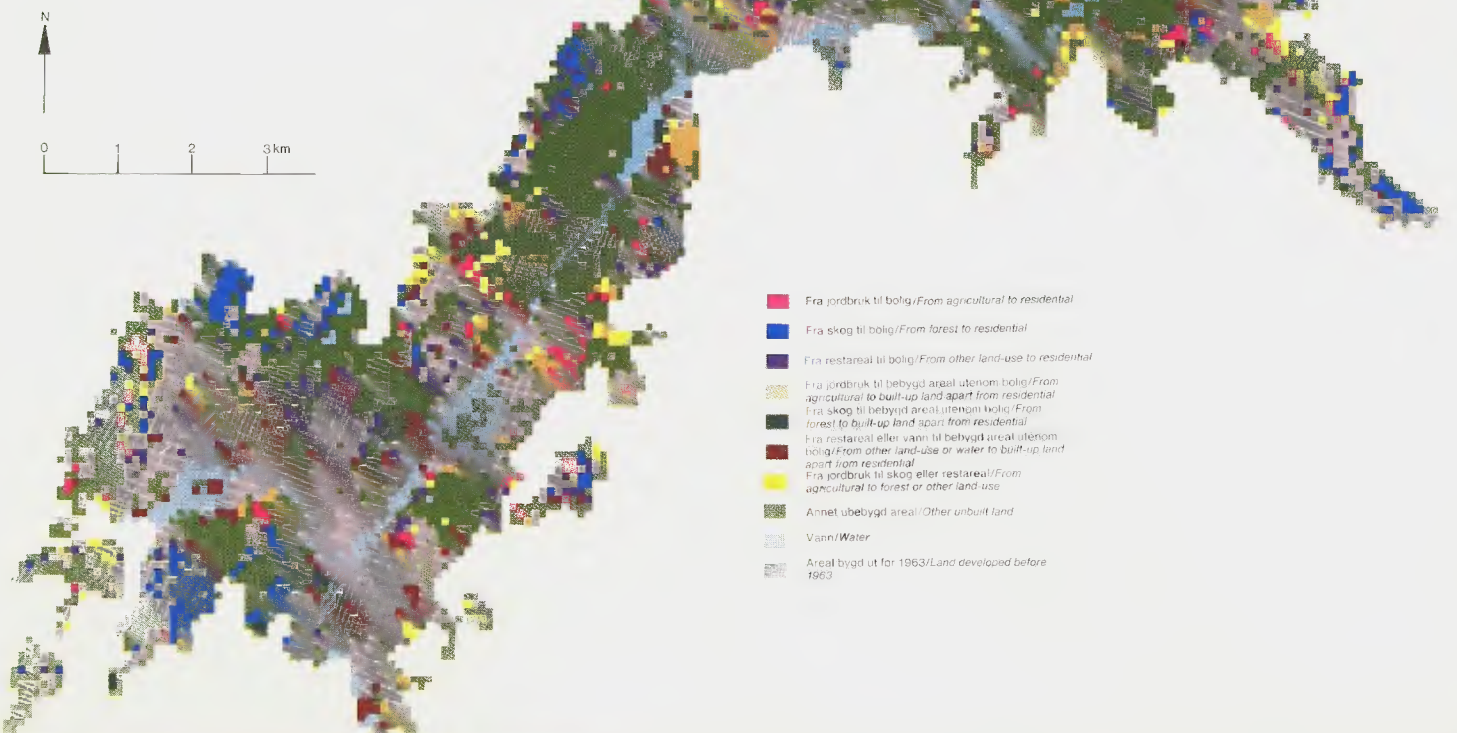 N
0 1 2 3 km
Fra jordbruk til bolig/From agricultural to residential
Fra skog til bolig/From forest to residential
Fra restareal til bolig/From other land-use to residential
Fra jordbruk til bebygd areal utenom bolig/From
agricultural to built-up land apart from residential
Fra skog til bebygd areal utenom bolig/From
forest to built-up land apart from residential
Fra restareal eller vann til bebygd areal utenom
bolig/From other land-use or water to built-up land
apart from residential
Fra jordbruk til skog eller restareal/From
agricultural to forest or other land-use
Annet ubebygd areal/Other unbuilt land
Vann/Water
Areal bygd ut før 1963/Land developed before
1963